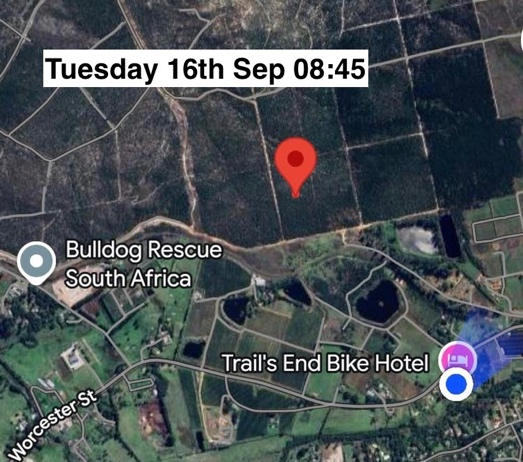 Tuesday 16th Sep 08:45
Bulldog Rescue
South Africa
Trail's End Bike Hotel
Worcester St